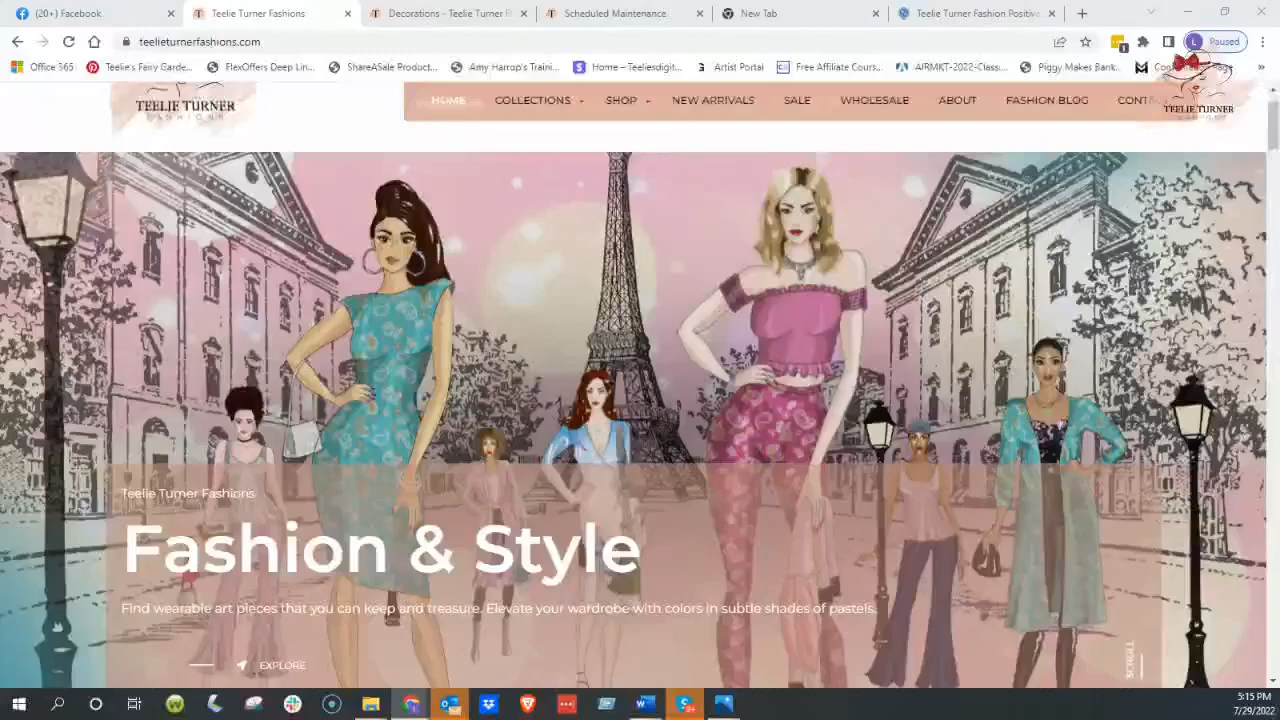 (20+) Facebook
Teelie Turner Fashions
Decorations - Teelie Turner F
Scheduled Maintenance
New Tab
Teelie Turner Fashion Positive
teelieturnerfashions.com
Paused
Office 365
Teelie's Fairy Garde...
FlexOffers Deep Lin...
ShareASale Product...
Amy Group's Traini...
Home – Teeliesdigit...
Artist Portal
Free Affiliate Cours...
AIRMKT-2022-Class...
Piggy Makes Bank...
TEELIE TURNER
FASHIONS
HOME
COLLECTIONS
SHOP
NEW ARRIVALS
SALE
WHOLESALE
ABOUT
FASHION BLOG
TEELIE TURNER
Teelie Turner Fashions
Fashion & Style
Find wearable art pieces that you can keep and treasure. Elevate your wardrobe with colors in subtle shades of pastels.
EXPLORE
SCROLL
5:15 PM
7/29/2022